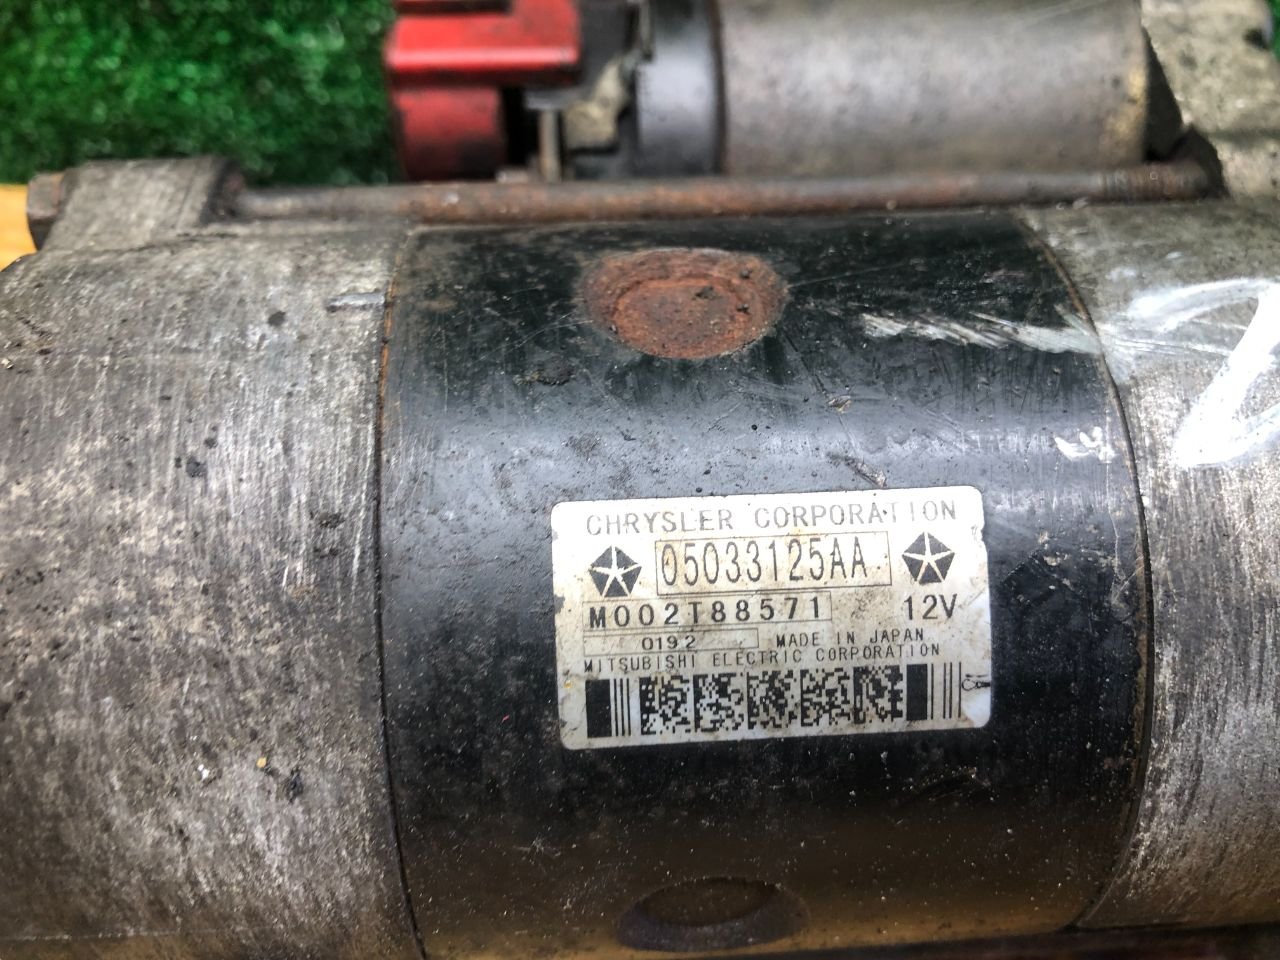 CHRYSLER CORPORATION
05033125AA
M002T88571 12V
0192 MADE IN JAPAN
MITSUBISHI ELECTRIC CORPORATION